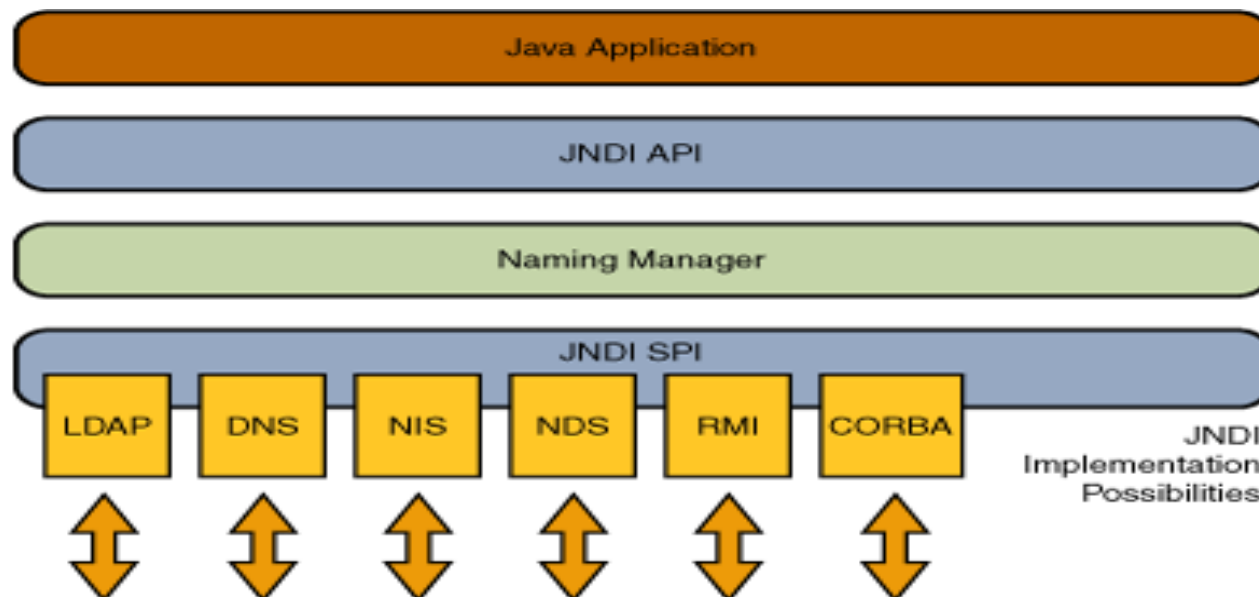 Java Application
JNDI API
Naming Manager
JNDI SPI
LDAP
DNS
NIS
NDS
RMI
CORBA
JNDI
Implementation
Possibilities